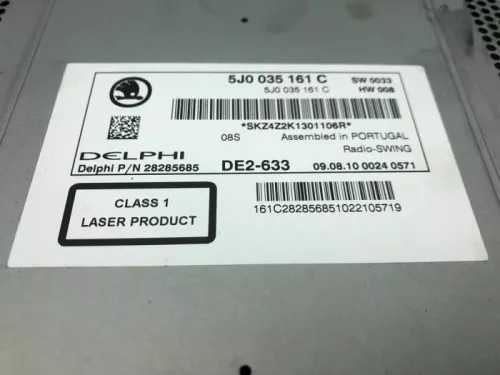 5J0 035 161 C SW 0033
5J0 035 161 C HW 008
*SKZ4Z2K1301106R*
08S Assembled in PORTUGAL
Radio-SWING
DELPHI
Delphi P/N 28285685 DE2-633 09.08.10 0024 0571
CLASS 1
LASER PRODUCT
161C282856851022105719